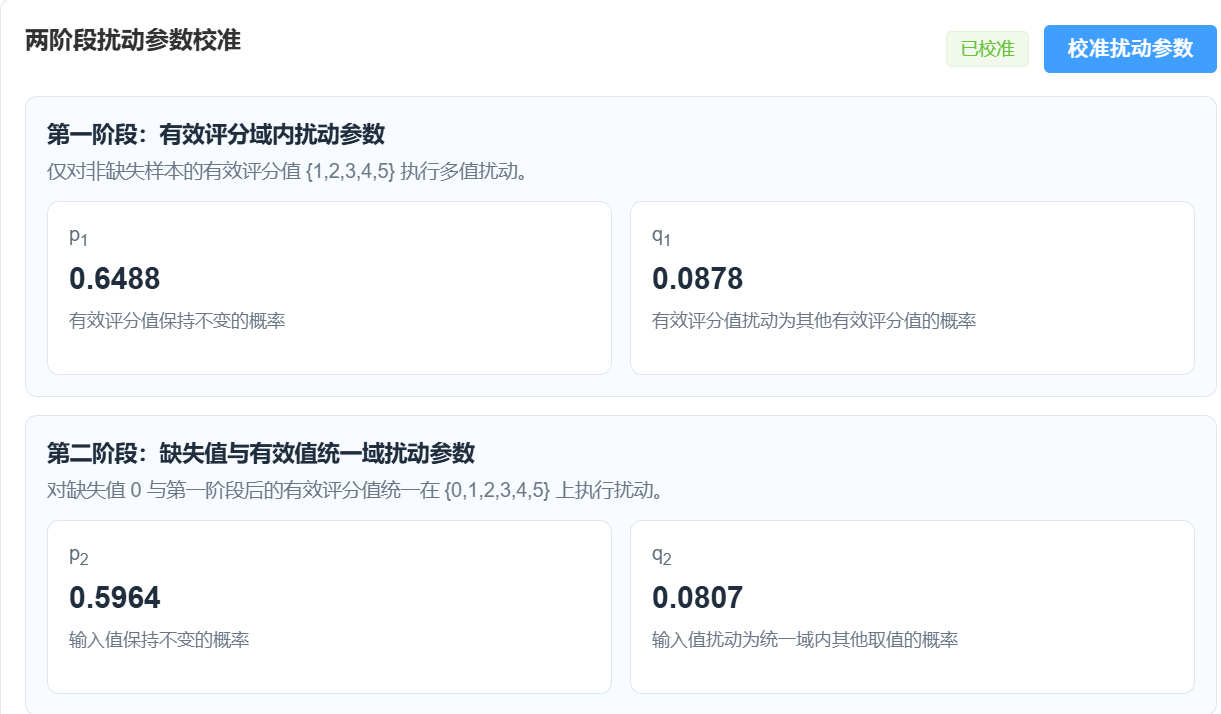 两阶段扰动参数校准
已校准
校准扰动参数
第一阶段：有效评分域内扰动参数
仅对非缺失样本的有效评分值 {1,2,3,4,5} 执行多值扰动。
p1
0.6488
有效评分值保持不变的概率
q1
0.0878
有效评分值扰动为其他有效评分值的概率
第二阶段：缺失值与有效值统一域扰动参数
对缺失值 0 与第一阶段后的有效评分值统一在 {0,1,2,3,4,5} 上执行扰动。
p2
0.5964
输入值保持不变的概率
q2
0.0807
输入值扰动为统一域内其他取值的概率